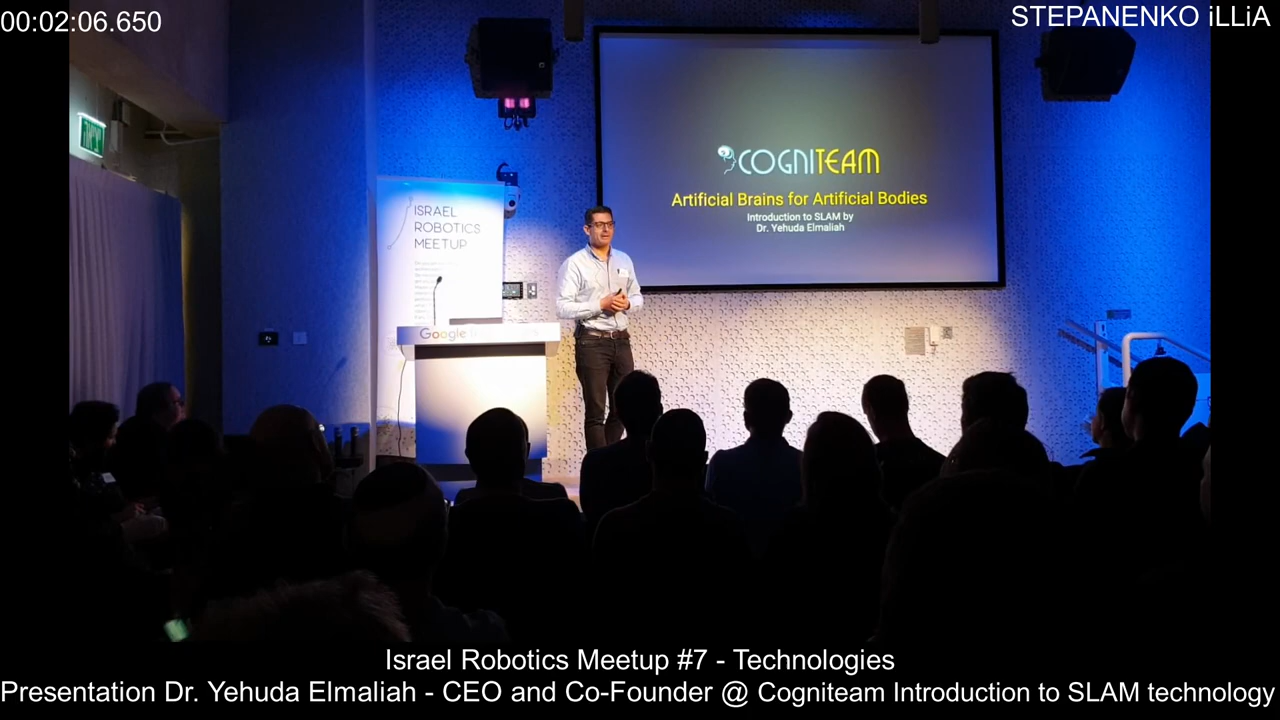 00:02:06.650
STEPANENKO iLLiA
COGNITEAM
Artificial Brains for Artificial Bodies
Introduction to SLAM by
Dr. Yehuda Elmaliah
ISRAEL
ROBOTICS
MEETUP
Google
Israel Robotics Meetup #7 - Technologies
Presentation Dr. Yehuda Elmaliah - CEO and Co-Founder @ Cogniteam Introduction to SLAM technology